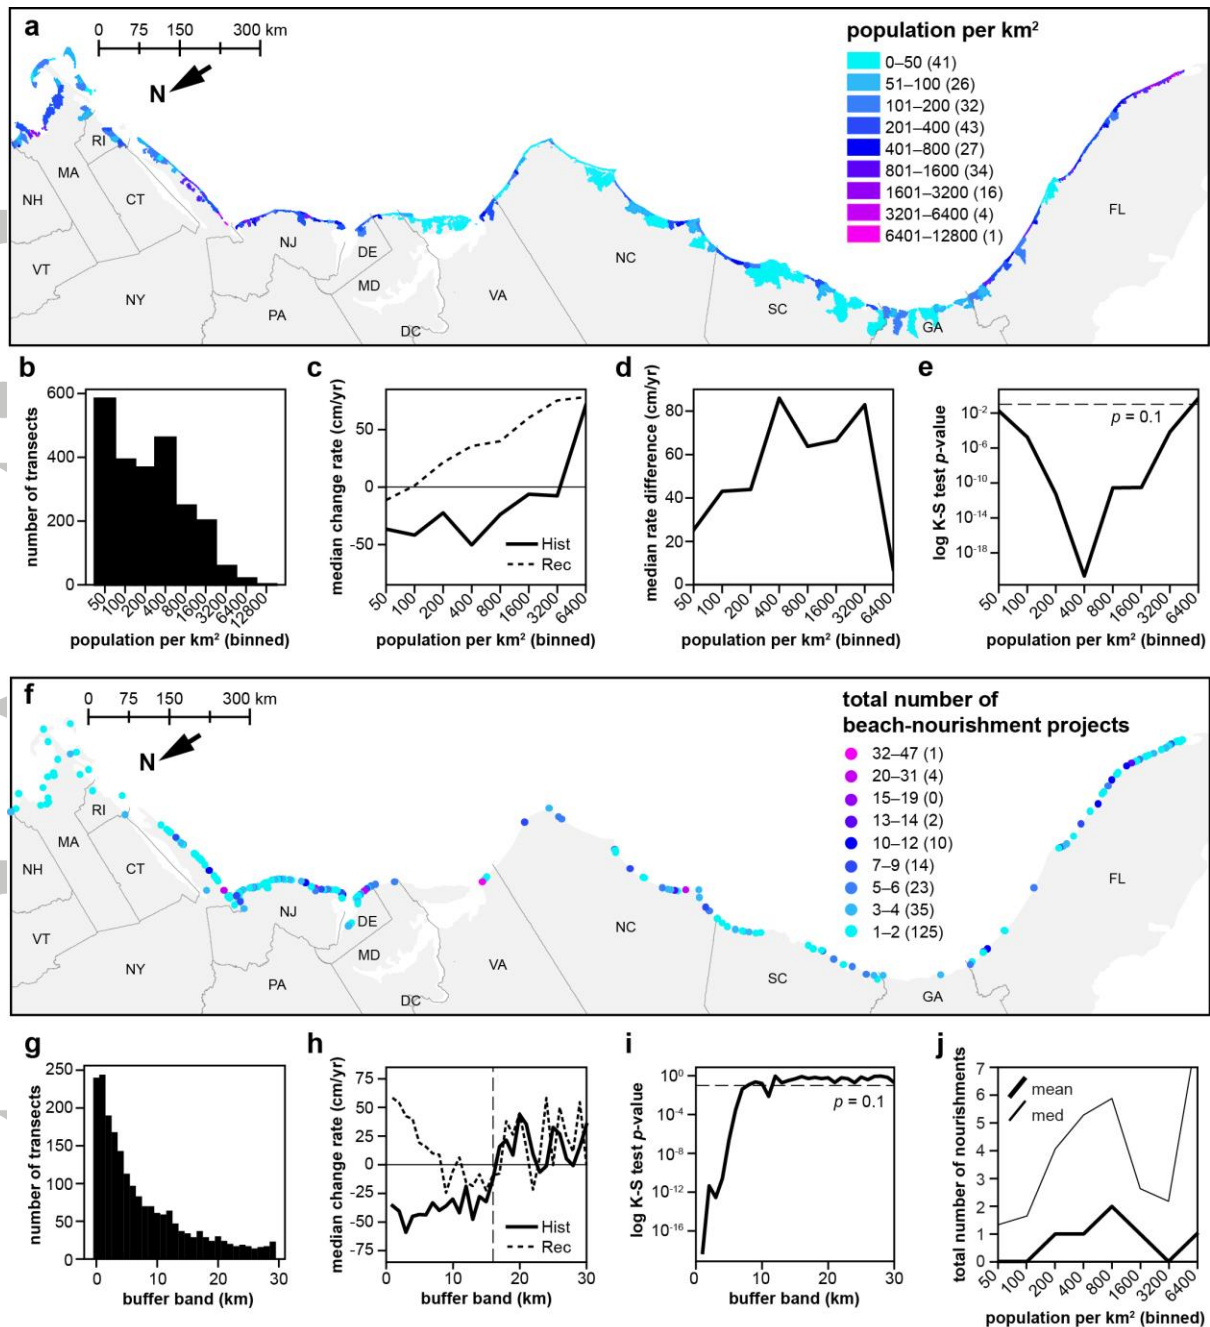 a
0 75 150 300 km
N
population per km²
0–50 (41)
51–100 (26)
101–200 (32)
201–400 (43)
401–800 (27)
801–1600 (34)
1601–3200 (16)
3201–6400 (4)
6401–12800 (1)
RI
MA
CT
NH
VT
NY
NJ
PA
DE
MD
DC
VA
NC
SC
GA
FL
b
number of transects
600
400
200
0
50 100 200 400 800 1600 3200 6400 12800
population per km² (binned)
c
median change rate (cm/yr)
50
0
-50
Hist
Rec
50 100 200 400 800 1600 3200 6400
population per km² (binned)
d
median rate difference (cm/yr)
80
60
40
20
0
50 100 200 400 800 1600 3200 6400
population per km² (binned)
e
log K-S test p-value
10⁻²
10⁻⁶
10⁻¹⁰
10⁻¹⁴
10⁻¹⁸
p = 0.1
50 100 200 400 800 1600 3200 6400
population per km² (binned)
f
0 75 150 300 km
N
total number of
beach-nourishment projects
32–47 (1)
20–31 (4)
15–19 (0)
13–14 (2)
10–12 (10)
7–9 (14)
5–6 (23)
3–4 (35)
1–2 (125)
RI
MA
CT
NH
VT
NY
NJ
PA
DE
MD
DC
VA
NC
SC
GA
FL
g
number of transects
250
200
150
100
50
0
0 10 20 30
buffer band (km)
h
median change rate (cm/yr)
75
50
25
0
-25
-50
-75
Hist
Rec
0 10 20 30
buffer band (km)
i
log K-S test p-value
10⁰
10⁻⁴
10⁻⁸
10⁻¹²
10⁻¹⁶
p = 0.1
0 10 20 30
buffer band (km)
j
total number of nourishments
7
6
5
4
3
2
1
0
mean
med
50 100 200 400 800 1600 3200 6400
population per km² (binned)